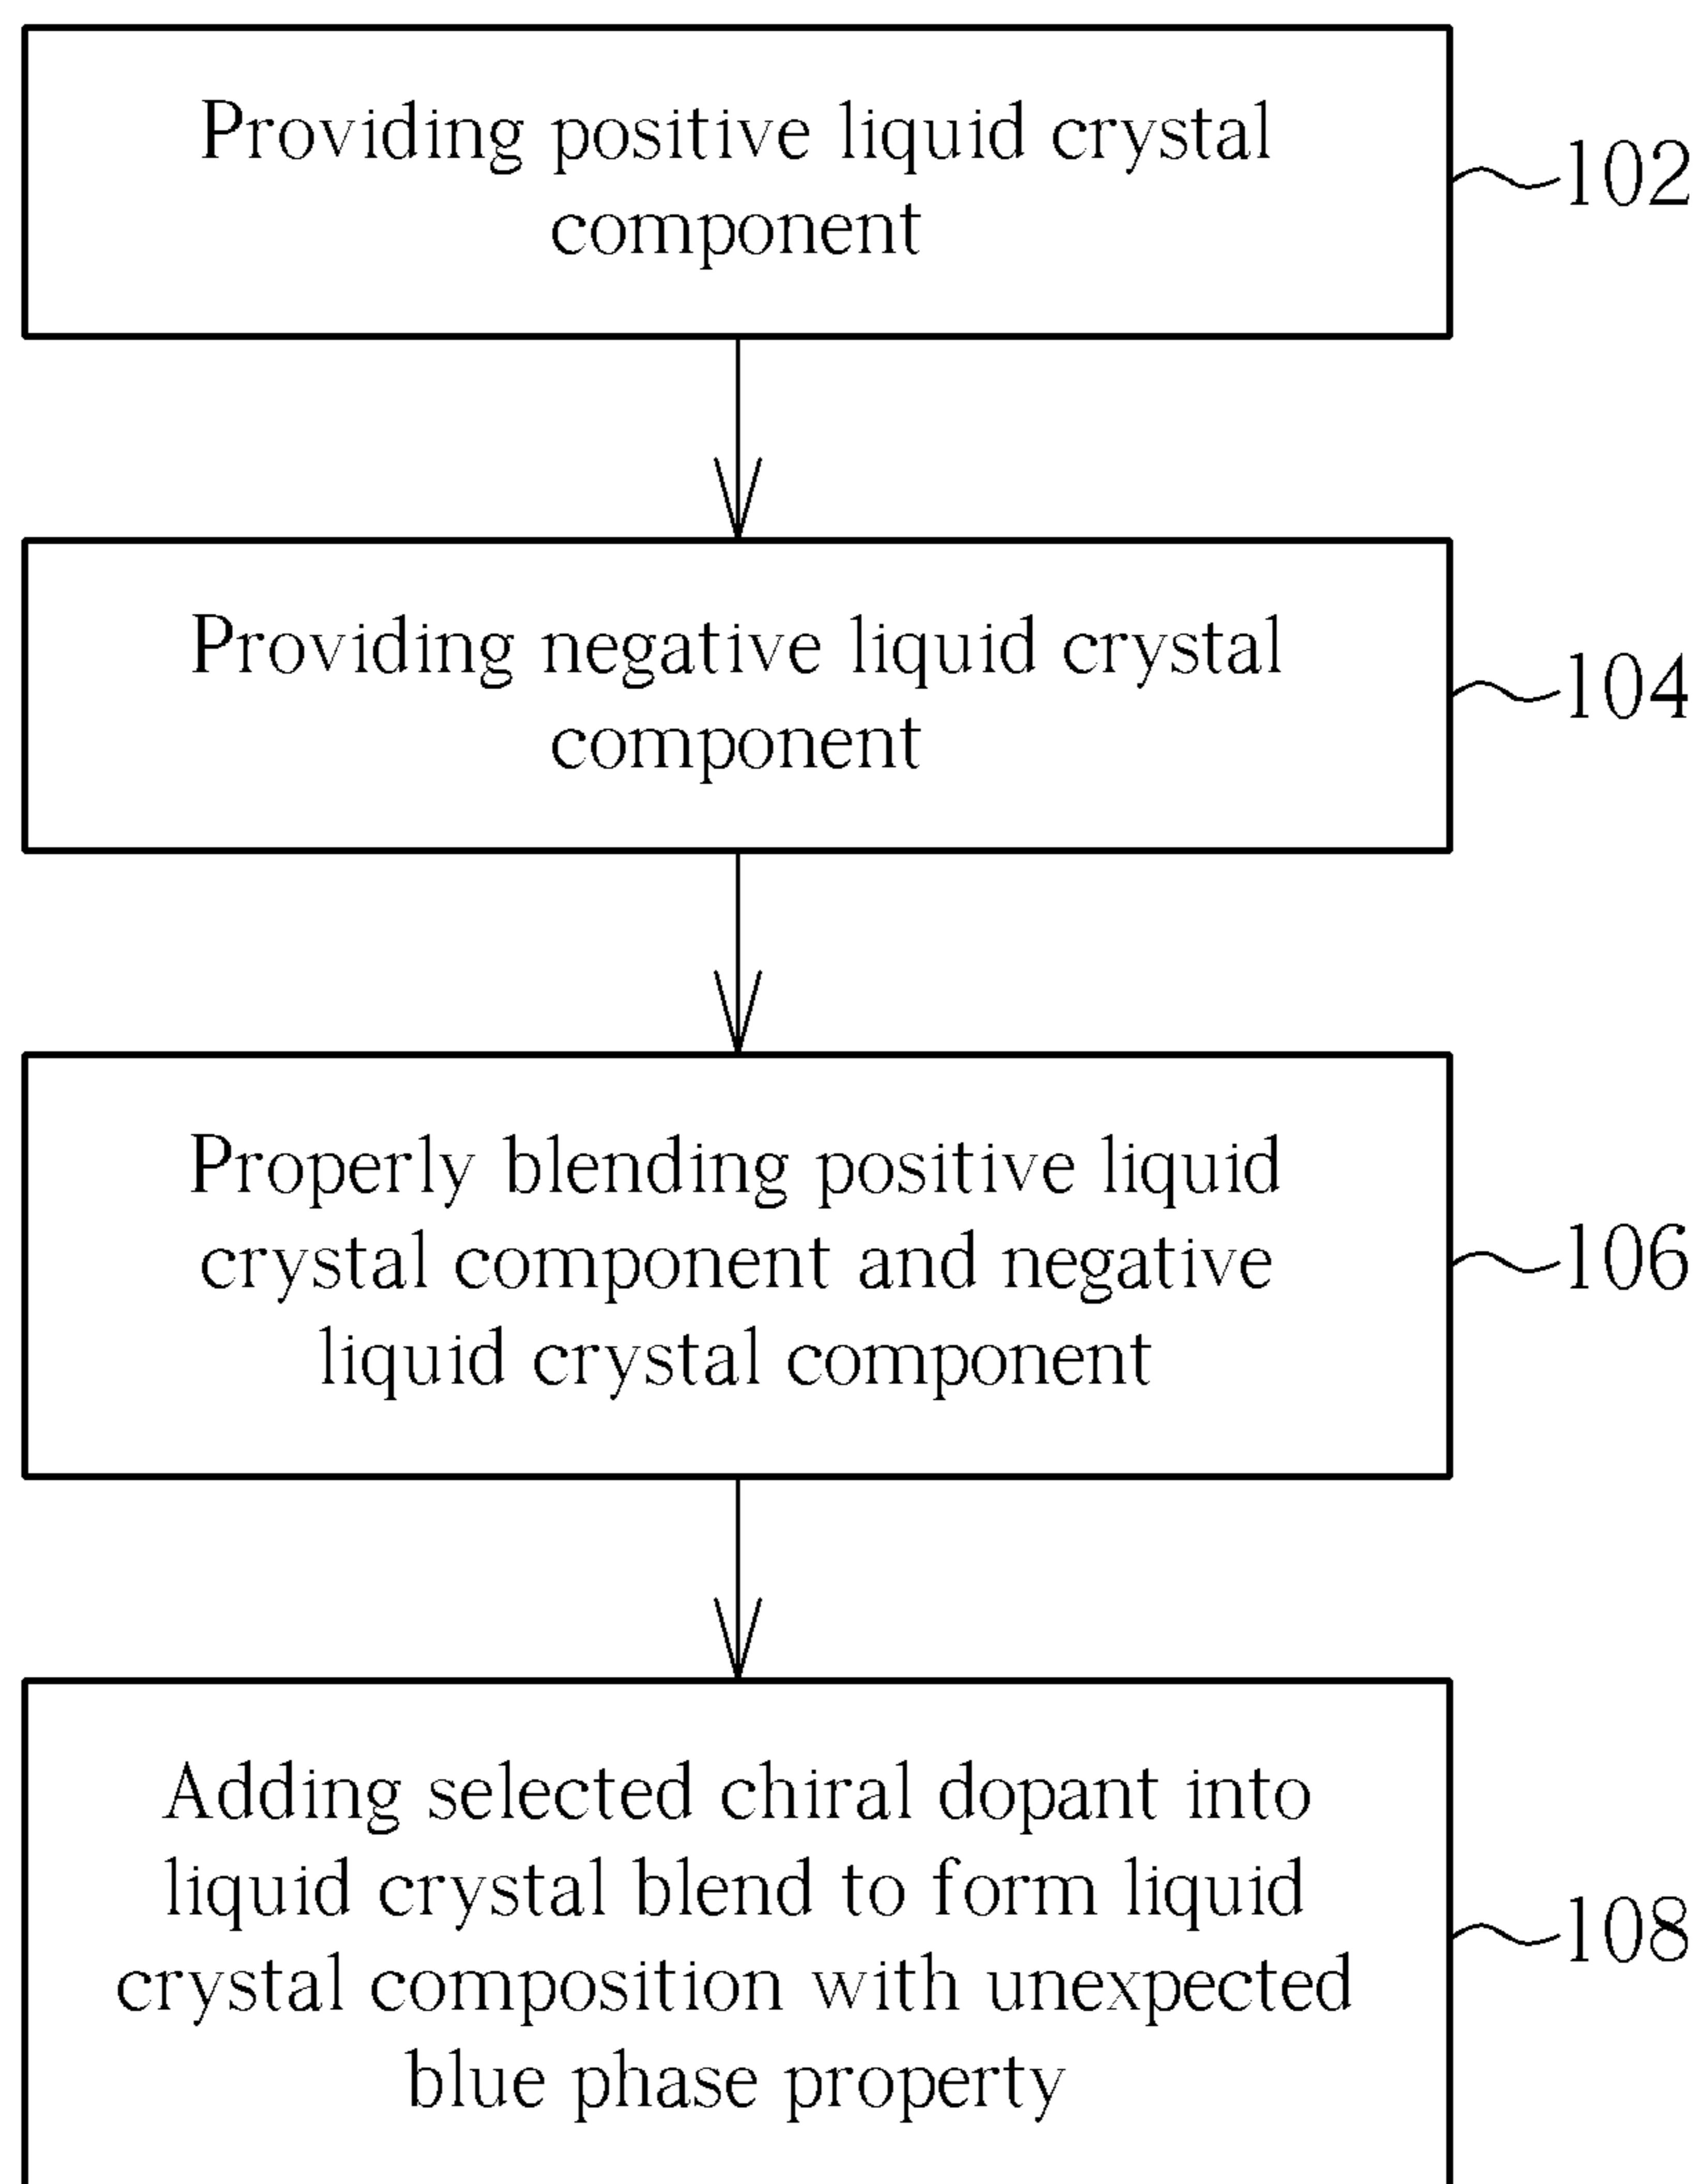 Providing positive liquid crystal
component
102
Providing negative liquid crystal
component
104
Properly blending positive liquid
crystal component and negative
liquid crystal component
106
Adding selected chiral dopant into
liquid crystal blend to form liquid
crystal composition with unexpected
blue phase property
108